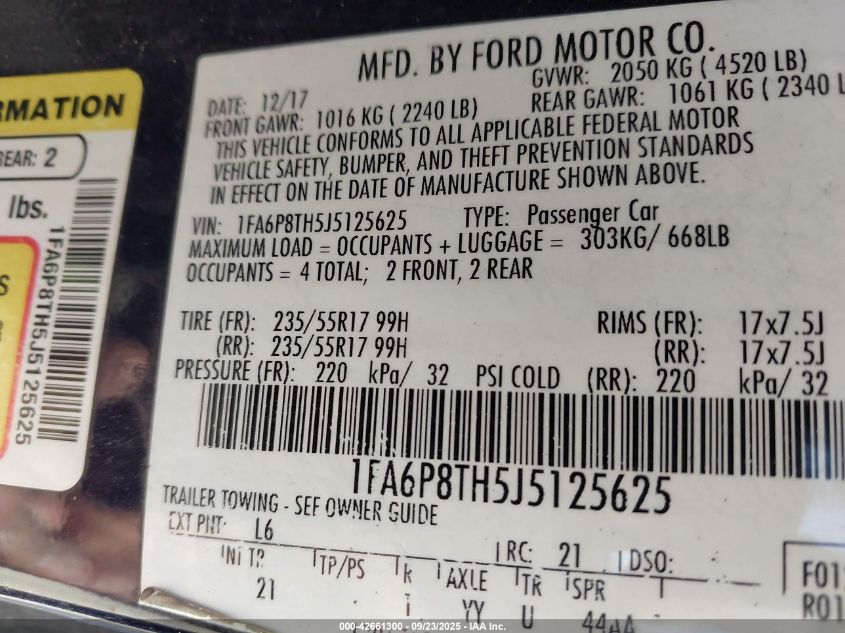 RMATION
REAR: 2
lbs.
1FA6P8TH5J5125625
S
MFD. BY FORD MOTOR CO.
DATE: 12/17
GVWR: 2050 KG ( 4520 LB)
FRONT GAWR: 1016 KG ( 2240 LB)
REAR GAWR: 1061 KG ( 2340 L
THIS VEHICLE CONFORMS TO ALL APPLICABLE FEDERAL MOTOR
VEHICLE SAFETY, BUMPER, AND THEFT PREVENTION STANDARDS
IN EFFECT ON THE DATE OF MANUFACTURE SHOWN ABOVE.
VIN: 1FA6P8TH5J5125625 TYPE: Passenger Car
MAXIMUM LOAD = OCCUPANTS + LUGGAGE = 303KG/ 668LB
OCCUPANTS = 4 TOTAL; 2 FRONT, 2 REAR
TIRE (FR): 235/55R17 99H RIMS (FR): 17x7.5J
(RR): 235/55R17 99H (RR): 17x7.5J
PRESSURE (FR): 220 kPa/ 32 PSI COLD (RR): 220 kPa/ 32
1FA6P8TH5J5125625
TRAILER TOWING - SEE OWNER GUIDE
EXT PNT: L6
RC: 21 DSO:
INT TR TP/PS R AXLE TR SPR
21 YY U 44A4
F01
R01
000-42661300 - 09/23/2025 - IAA Inc.